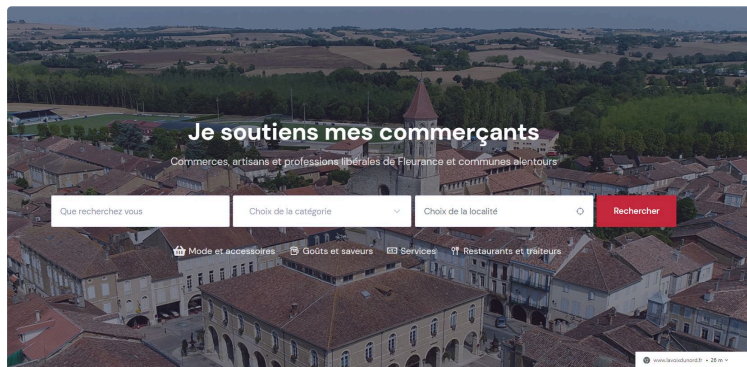 Je soutiens mes commerçants
Commerces, artisans et professions libérales de Fleurance et communes alentours
Que recherchez vous
Choix de la catégorie
Choix de la localité
Rechercher
Mode et accessoires
Goûts et saveurs
Services
Restaurants et traiteurs
www.lavoixdunord.fr • 28 m